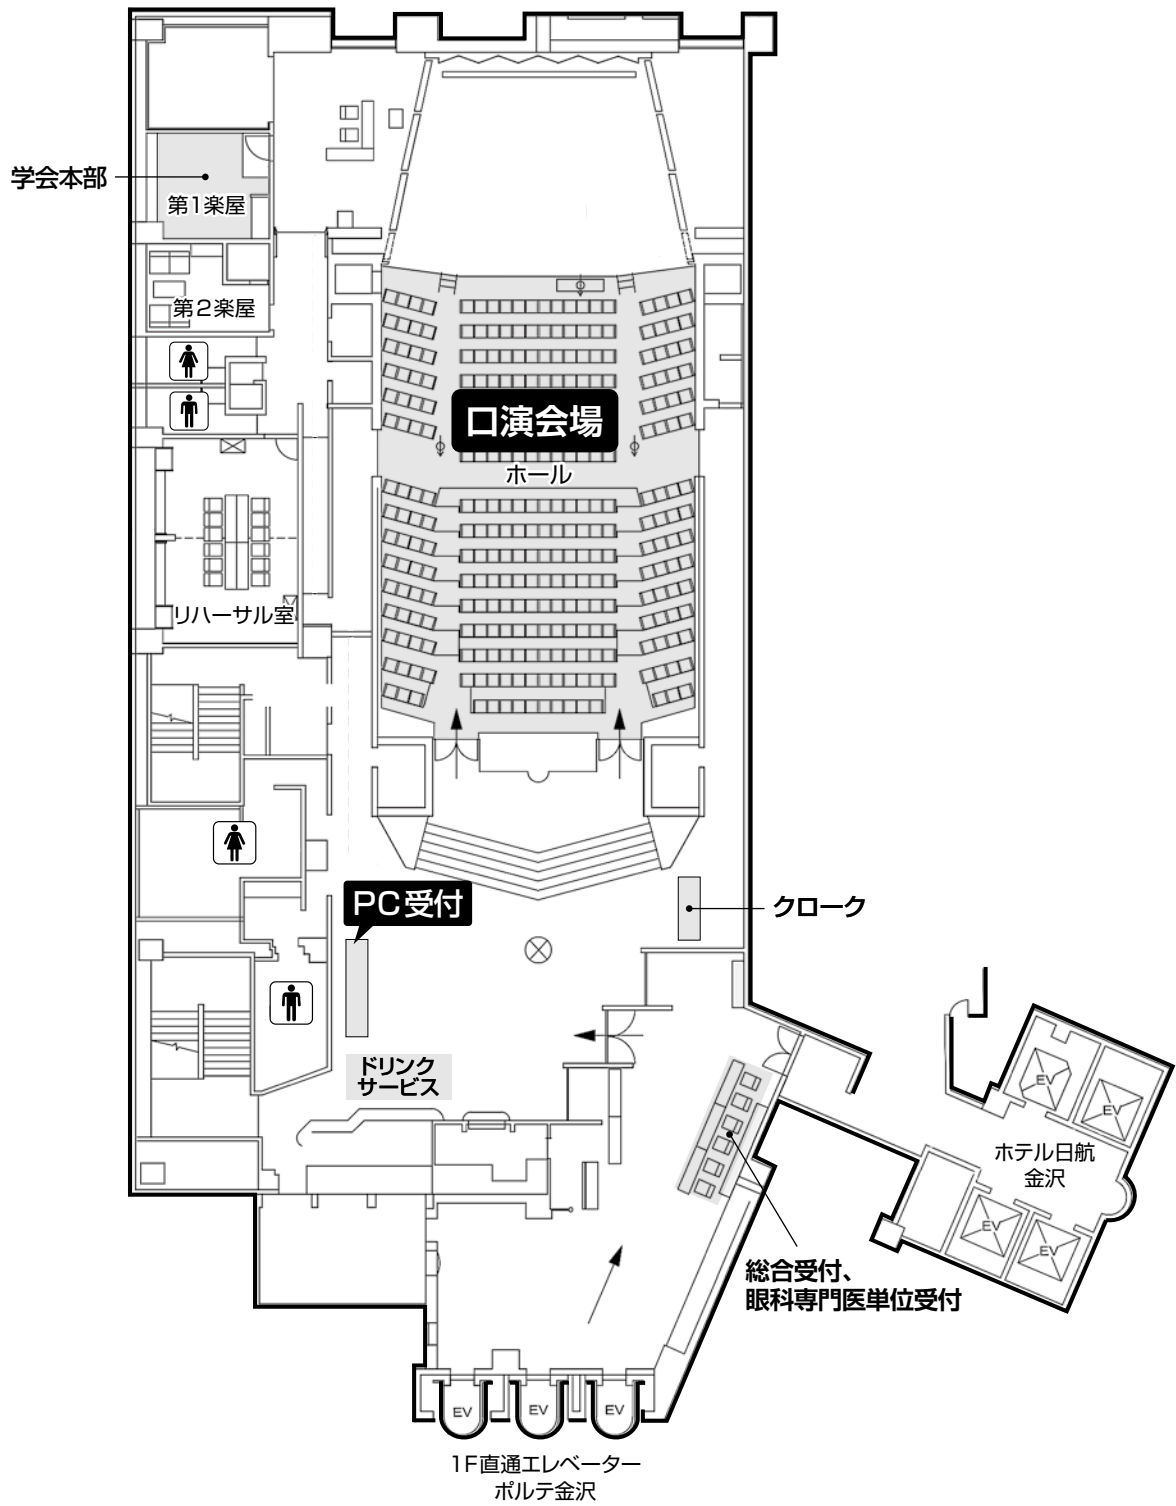 学会本部
第1楽屋
第2楽屋
口演会場
ホール
リハーサル室
PC受付
クローク
ドリンク
サービス
EV
EV
ホテル日航
金沢
EV
EV
総合受付、
眼科専門医単位受付
EV
EV
EV
1F直通エレベーター
ポルテ金沢